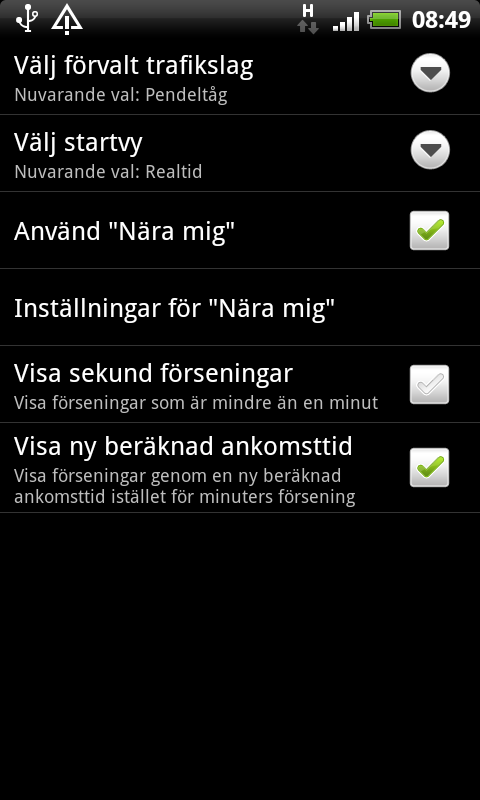 H
08:49
Välj förvalt trafikslag
Nuvarande val: Pendeltåg
Välj startvy
Nuvarande val: Realtid
Använd "Nära mig"
Inställningar för "Nära mig"
Visa sekund förseningar
Visa förseningar som är mindre än en minut
Visa ny beräknad ankomsttid
Visa förseningar genom en ny beräknad
ankomsttid istället för minuters försening